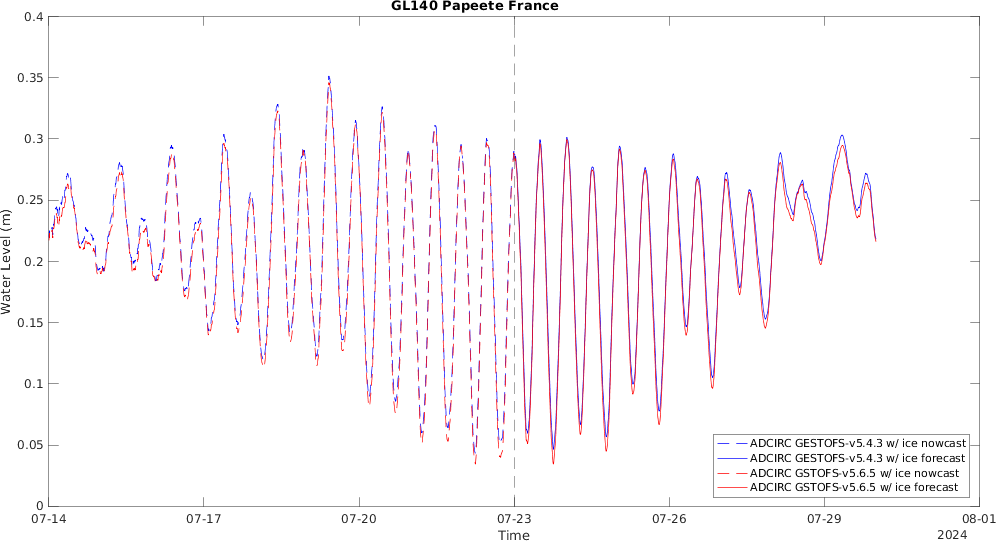 GL140 Papeete France
0.4
0.35
0.3
0.25
0.2
0.15
0.1
0.05
0
Water Level (m)
07-14 07-17 07-20 07-23 07-26 07-29 08-01
Time
2024
ADCIRC GESTOFS-v5.4.3 w/ ice nowcast
ADCIRC GESTOFS-v5.4.3 w/ ice forecast
ADCIRC GSTOFS-v5.6.5 w/ ice nowcast
ADCIRC GSTOFS-v5.6.5 w/ ice forecast